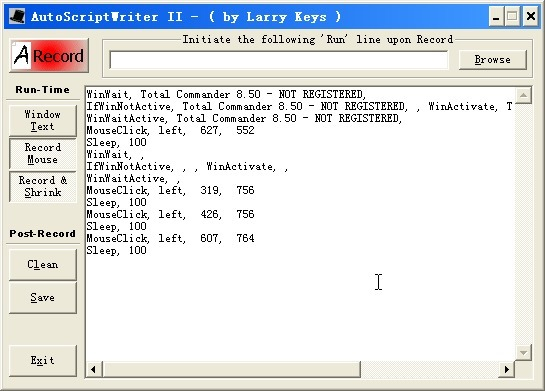 AutoScriptWriter II - ( by Larry Keys )
A Record
Initiate the following 'Run' line upon Record
Browse
Run-Time
Window Text
Record Mouse
Record & Shrink
Post-Record
Clean
Save
Exit
WinWait, Total Commander 8.50 - NOT REGISTERED,
IfWinNotActive, Total Commander 8.50 - NOT REGISTERED, , WinActivate, T
WinWaitActive, Total Commander 8.50 - NOT REGISTERED,
MouseClick, left,  627,  552
Sleep, 100
WinWait, ,
IfWinNotActive, , , WinActivate, ,
WinWaitActive, ,
MouseClick, left,  319,  756
Sleep, 100
MouseClick, left,  426,  756
Sleep, 100
MouseClick, left,  607,  764
Sleep, 100